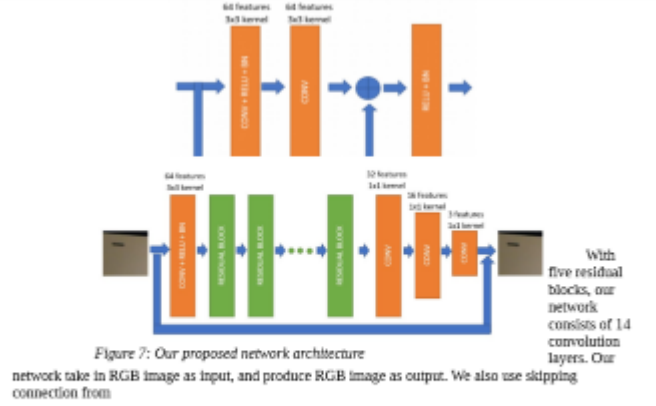 64 features 64 features
3x3 kernel 3x3 kernel
CONV + RELU + BN
CONV
RELU + BN
64 features
3x3 kernel
32 features
1x1 kernel
16 features
1x1 kernel
3 features
1x1 kernel
CONV + RELU + BN
RESIDUAL BLOCK
RESIDUAL BLOCK
RESIDUAL BLOCK
CONV
CONV
CONV
With
five residual
blocks, our
network
consists of 14
convolution
layers. Our
Figure 7: Our proposed network architecture
network take in RGB image as input, and produce RGB image as output. We also use skipping
connection from